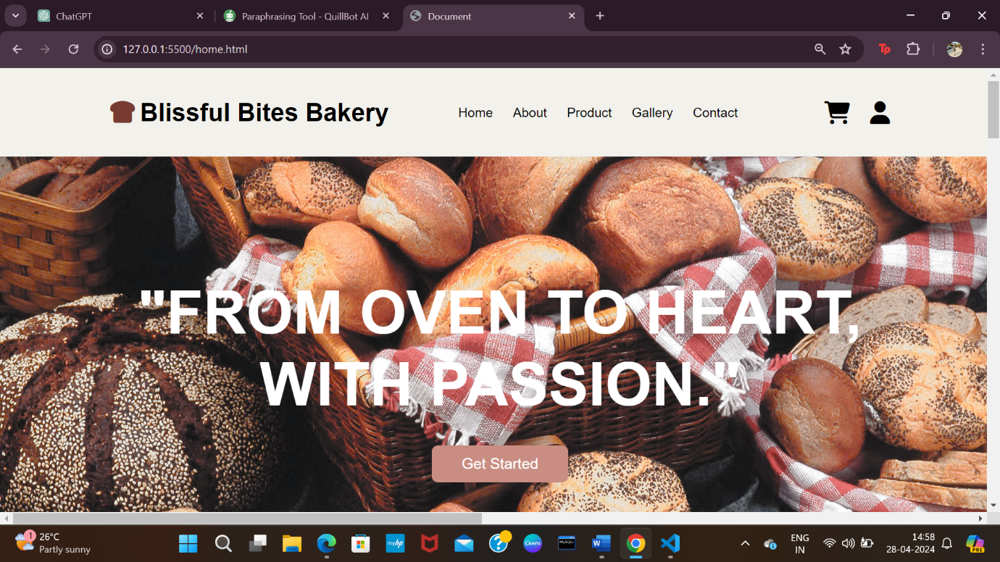 ChatGPT
Paraphrasing Tool - QuillBot AI
Document
127.0.0.1:5500/home.html
Tp
Blissful Bites Bakery
Home
About
Product
Gallery
Contact
"FROM OVEN TO HEART,
WITH PASSION."
Get Started
1
26°C
Partly sunny
myhp
Canva
MySQL
W
PRE
ENG
IN
14:58
28-04-2024